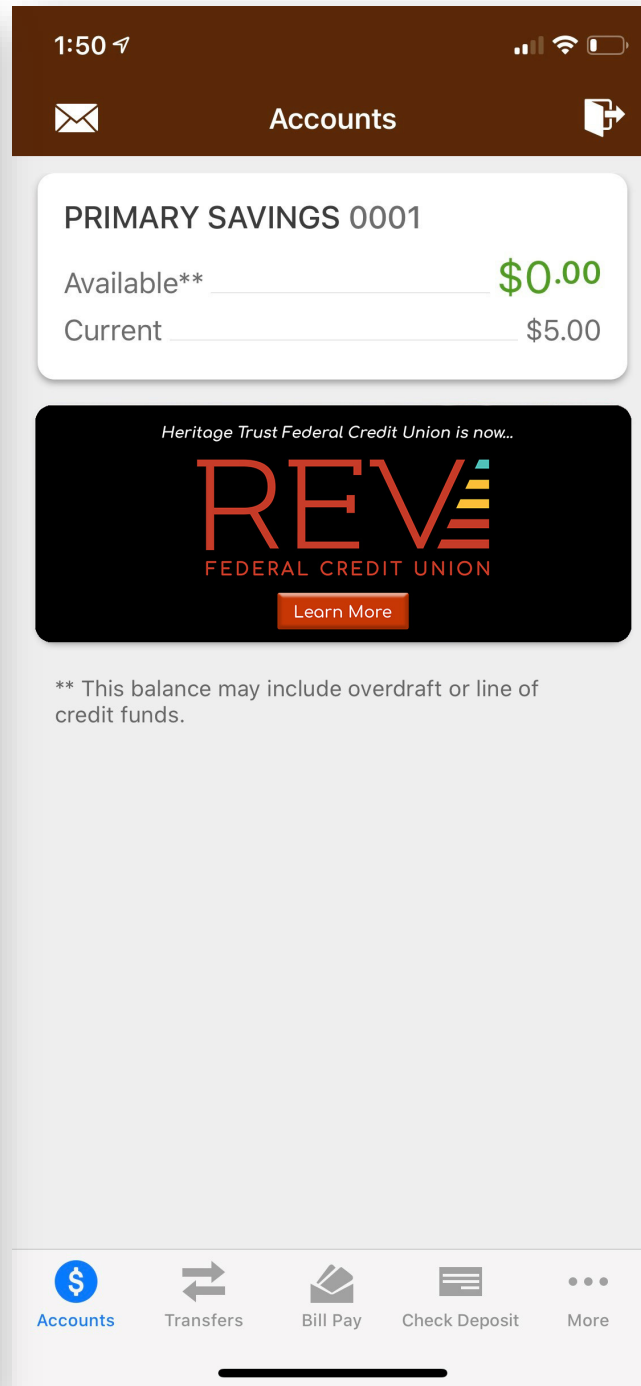 1:50
Accounts
PRIMARY SAVINGS 0001
Available** $0.00
Current $5.00
Heritage Trust Federal Credit Union is now...
REV
FEDERAL CREDIT UNION
Learn More
** This balance may include overdraft or line of
credit funds.
$
Accounts Transfers Bill Pay Check Deposit More